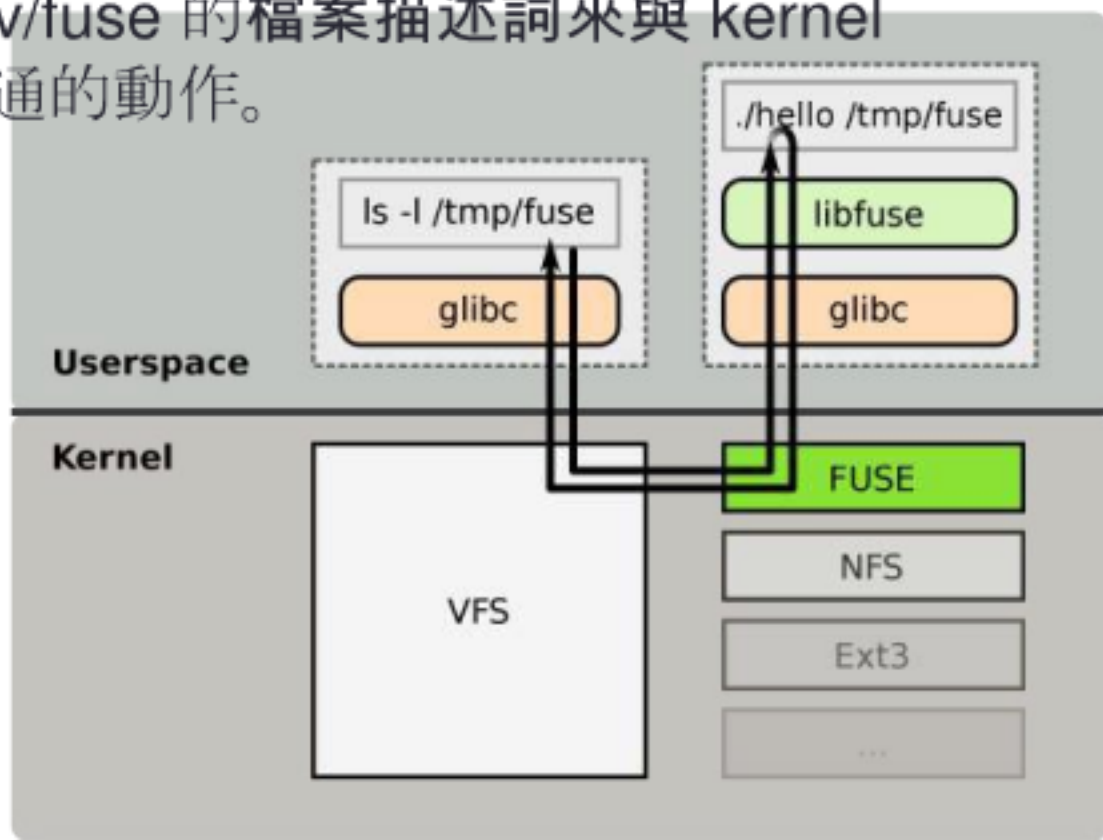 v/fuse 的檔案描述詞來與 kernel
通的動作。
./hello /tmp/fuse
ls -l /tmp/fuse
libfuse
glibc
glibc
Userspace
Kernel
FUSE
NFS
VFS
Ext3
...